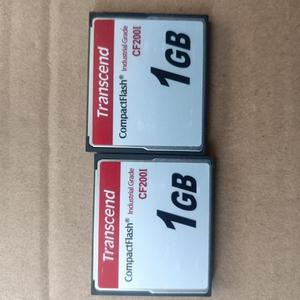 Transcend
CompactFlash® Industrial Grade
CF200I
1GB
Transcend
CompactFlash® Industrial Grade
CF200I
1GB